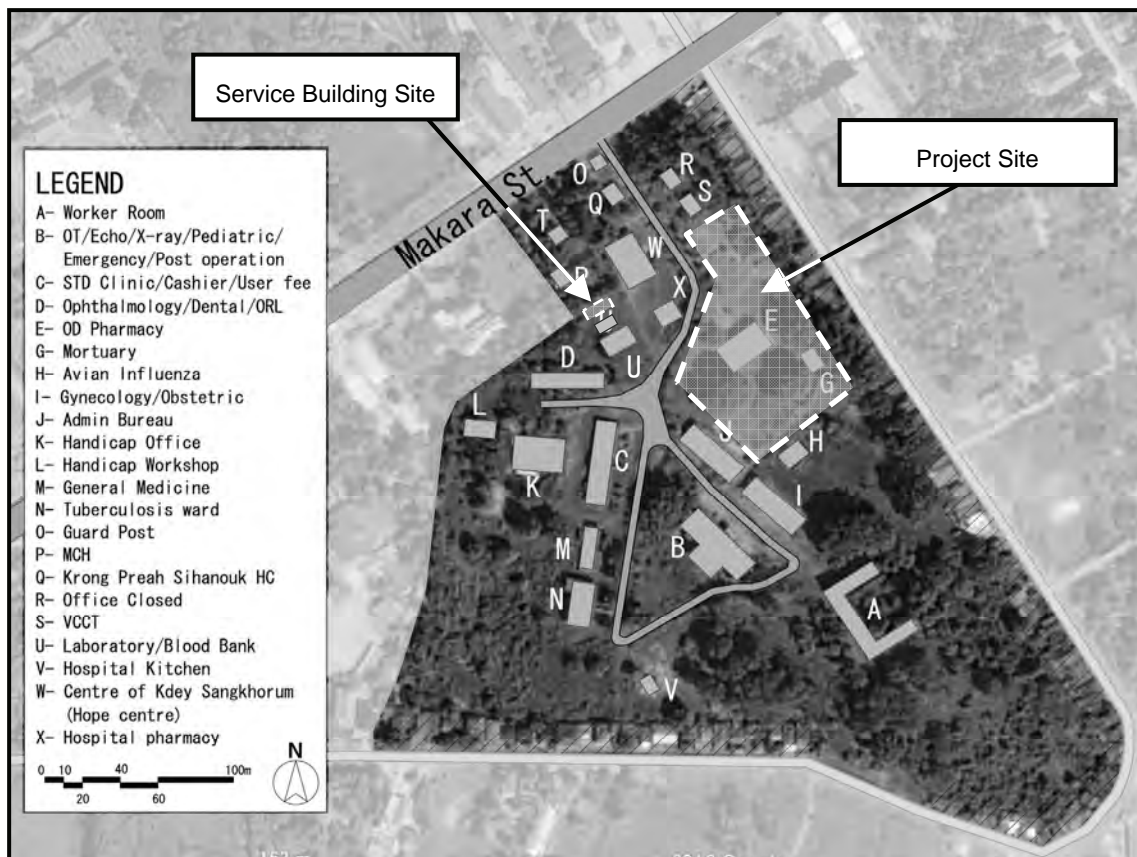 Service Building Site
Project Site
Makara St.
LEGEND
A- Worker Room
B- OT/Echo/X-ray/Pediatric/
Emergency/Post operation
C- STD Clinic/Cashier/User fee
D- Ophthalmology/Dental/ORL
E- OD Pharmacy
G- Mortuary
H- Avian Influenza
I- Gynecology/Obstetric
J- Admin Bureau
K- Handicap Office
L- Handicap Workshop
M- General Medicine
N- Tuberculosis ward
O- Guard Post
P- MCH
Q- Krong Preah Sihanouk HC
R- Office Closed
S- VCCT
U- Laboratory/Blood Bank
V- Hospital Kitchen
W- Centre of Kdey Sangkhorum
(Hope centre)
X- Hospital pharmacy
N
0 10 40 100m
20 60
O
R
Q
S
T
W
X
E
U
D
G
L
J
H
C
K
I
M
B
N
A
V